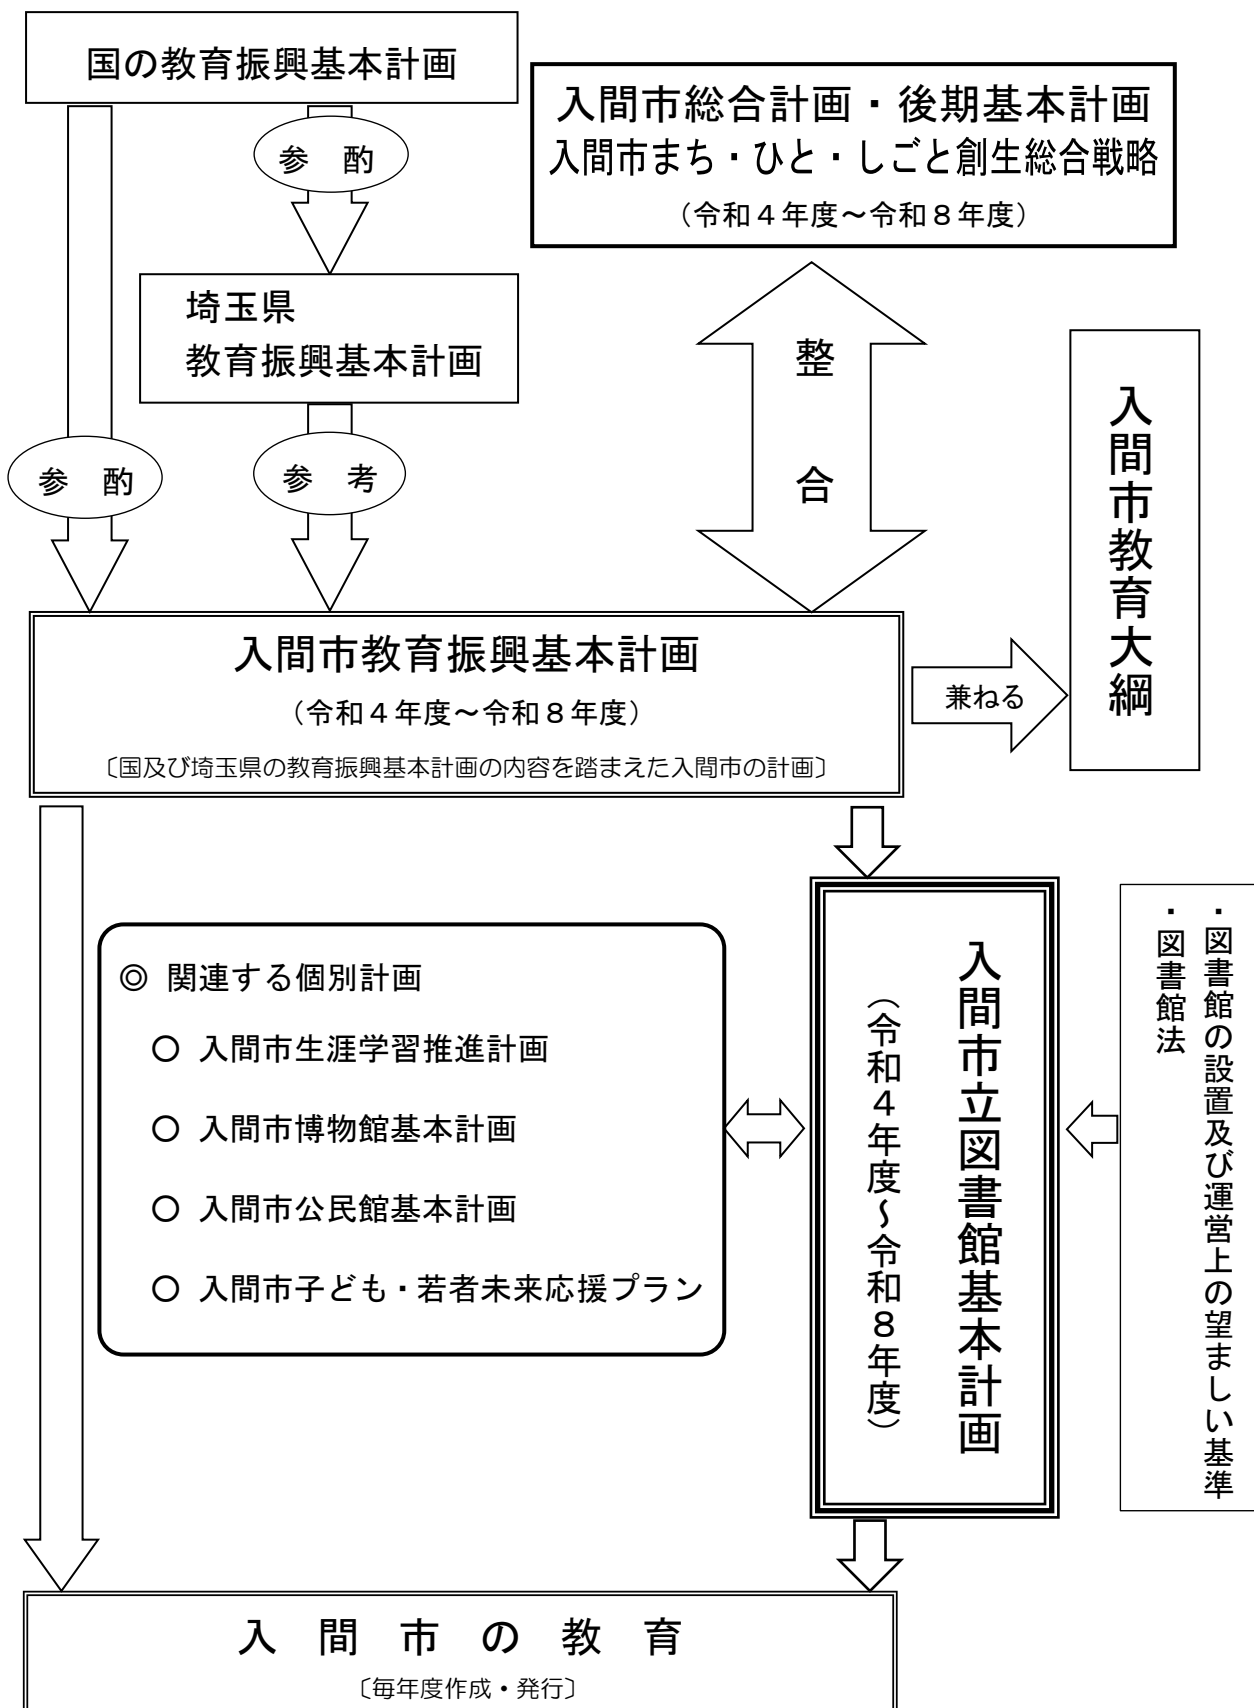 国の教育振興基本計画
参　酌
入間市総合計画・後期基本計画
入間市まち・ひと・しごと創生総合戦略
（令和４年度～令和８年度）
埼玉県
教育振興基本計画
整
合
参　酌
参　考
入間市教育大綱
入間市教育振興基本計画
（令和４年度～令和８年度）
〔国及び埼玉県の教育振興基本計画の内容を踏まえた入間市の計画〕
兼ねる
◎ 関連する個別計画
○ 入間市生涯学習推進計画
○ 入間市博物館基本計画
○ 入間市公民館基本計画
○ 入間市子ども・若者未来応援プラン
入間市立図書館基本計画
（令和４年度～令和８年度）
・図書館の設置及び運営上の望ましい基準
・図書館法
入　間　市　の　教　育
〔毎年度作成・発行〕